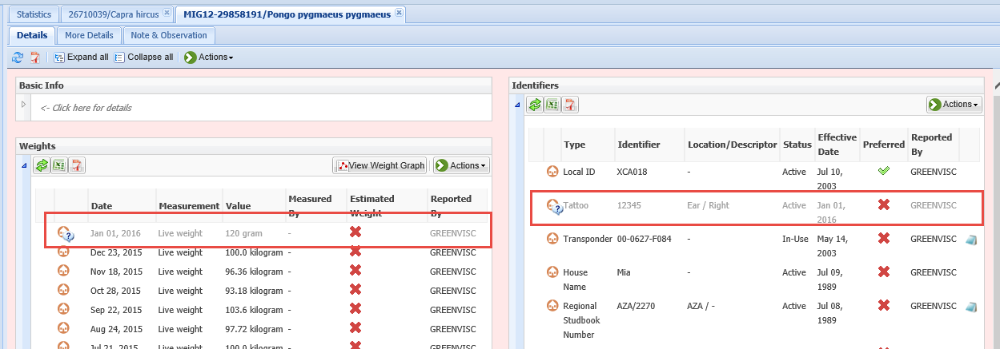 Statistics 26710039/Capra hircus MIG12-29858191/Pongo pygmaeus pygmaeus
Details More Details Note & Observation
Expand all Collapse all Actions
Basic Info
<- Click here for details
Weights
View Weight Graph Actions
Date Measurement Value Measured By Estimated Weight Reported By
Jan 01, 2016 Live weight 120 gram - GREENVISC
Dec 23, 2015 Live weight 100.0 kilogram - GREENVISC
Nov 18, 2015 Live weight 96.36 kilogram - GREENVISC
Oct 28, 2015 Live weight 93.18 kilogram - GREENVISC
Sep 22, 2015 Live weight 103.6 kilogram - GREENVISC
Aug 24, 2015 Live weight 97.72 kilogram - GREENVISC
Jul 21, 2015 Live weight 100.0 kilogram - GREENVISC
Identifiers
Actions
Type Identifier Location/Descriptor Status Effective Date Preferred Reported By
Local ID XCA018 - Active Jul 10, 2003 GREENVISC
Tattoo 12345 Ear / Right Active Jan 01, 2016 GREENVISC
Transponder 00-0627-F084 - In-Use May 14, 2003 GREENVISC
House Name Mia - Active Jul 09, 1989 GREENVISC
Regional Studbook Number AZA/2270 AZA / - Active Jul 08, 1989 GREENVISC